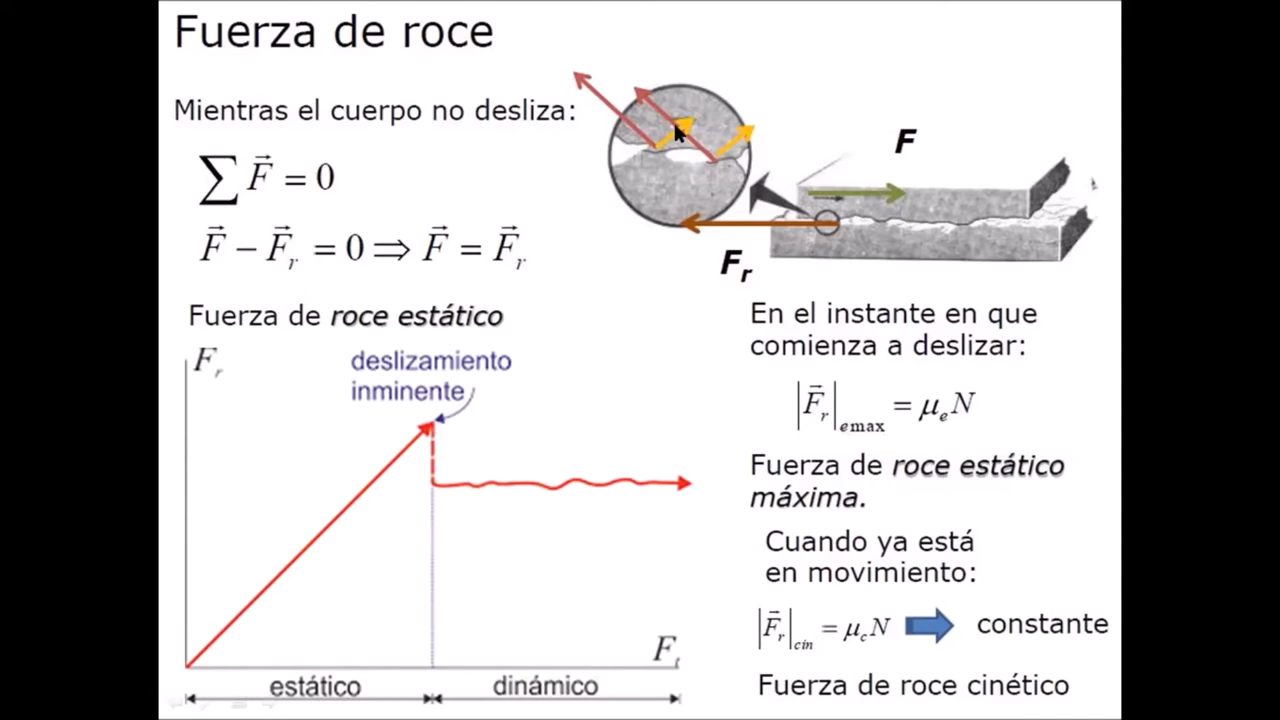 Fuerza de roce
Mientras el cuerpo no desliza:
∑ F⃗ = 0
F⃗ − F⃗r = 0 ⇒ F⃗ = F⃗r
F
Fr
Fuerza de roce estático
Fr
deslizamiento
inminente
Ft
estático
dinámico
En el instante en que
comienza a deslizar:
|F⃗r|emax = μeN
Fuerza de roce estático
máxima.
Cuando ya está
en movimiento:
|F⃗r|cin = μcN
constante
Fuerza de roce cinético